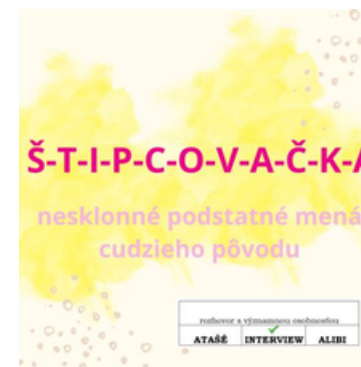 Š-T-I-P-C-O-V-A-Č-K-A
nesklonné podstatné mená
cudzieho pôvodu
rozhovor s významnou osobnosťou
ATAŠÉ INTERVIEW ALIBI